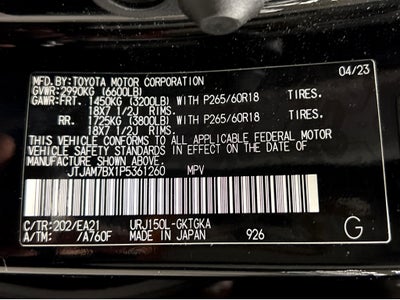 MFD.BY:TOYOTA MOTOR CORPORATION 04/23
GVWR: 2990KG (6600LB)
GAWR:FRT. 1450KG (3200LB) WITH P265/60R18 TIRES.
18X7 1/2J RIMS.
RR. 1725KG (3800LB) WITH P265/60R18 TIRES.
18X7 1/2J RIMS.
THIS VEHICLE CONFORMS TO ALL APPLICABLE FEDERAL MOTOR
VEHICLE SAFETY STANDARDS IN EFFECT ON THE DATE OF
MANUFACTURE SHOWN ABOVE.
JTJAM7BX1P5361260 MPV
C/TR:202/EA21 URJ150L-GKTGKA G
A/TM: /A760F MADE IN JAPAN 926